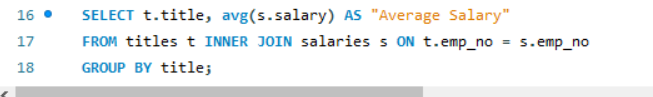 16 SELECT t.title, avg(s.salary) AS "Average Salary"
17 FROM titles t INNER JOIN salaries s ON t.emp_no = s.emp_no
18 GROUP BY title;